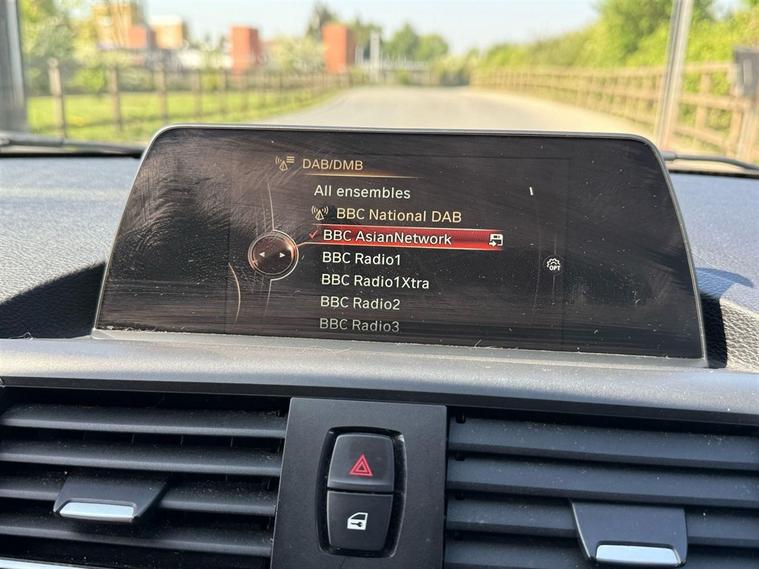 DAB/DMB
All ensembles
BBC National DAB
BBC AsianNetwork
BBC Radio1
BBC Radio1Xtra
BBC Radio2
BBC Radio3
OPT